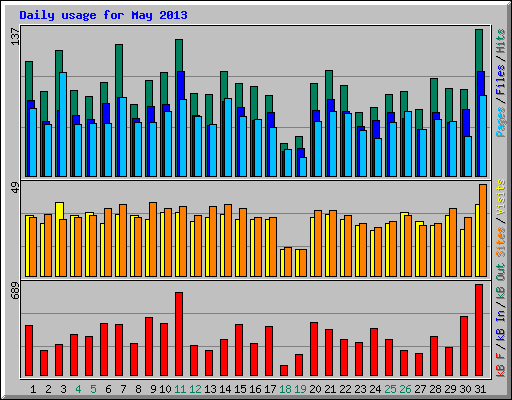 Daily usage for May 2013
137
Pages / Files / Hits
49
Sites / Visits
689
kB F / kB In / kB Out
1 2 3 4 5 6 7 8 9 10 11 12 13 14 15 16 17 18 19 20 21 22 23 24 25 26 27 28 29 30 31